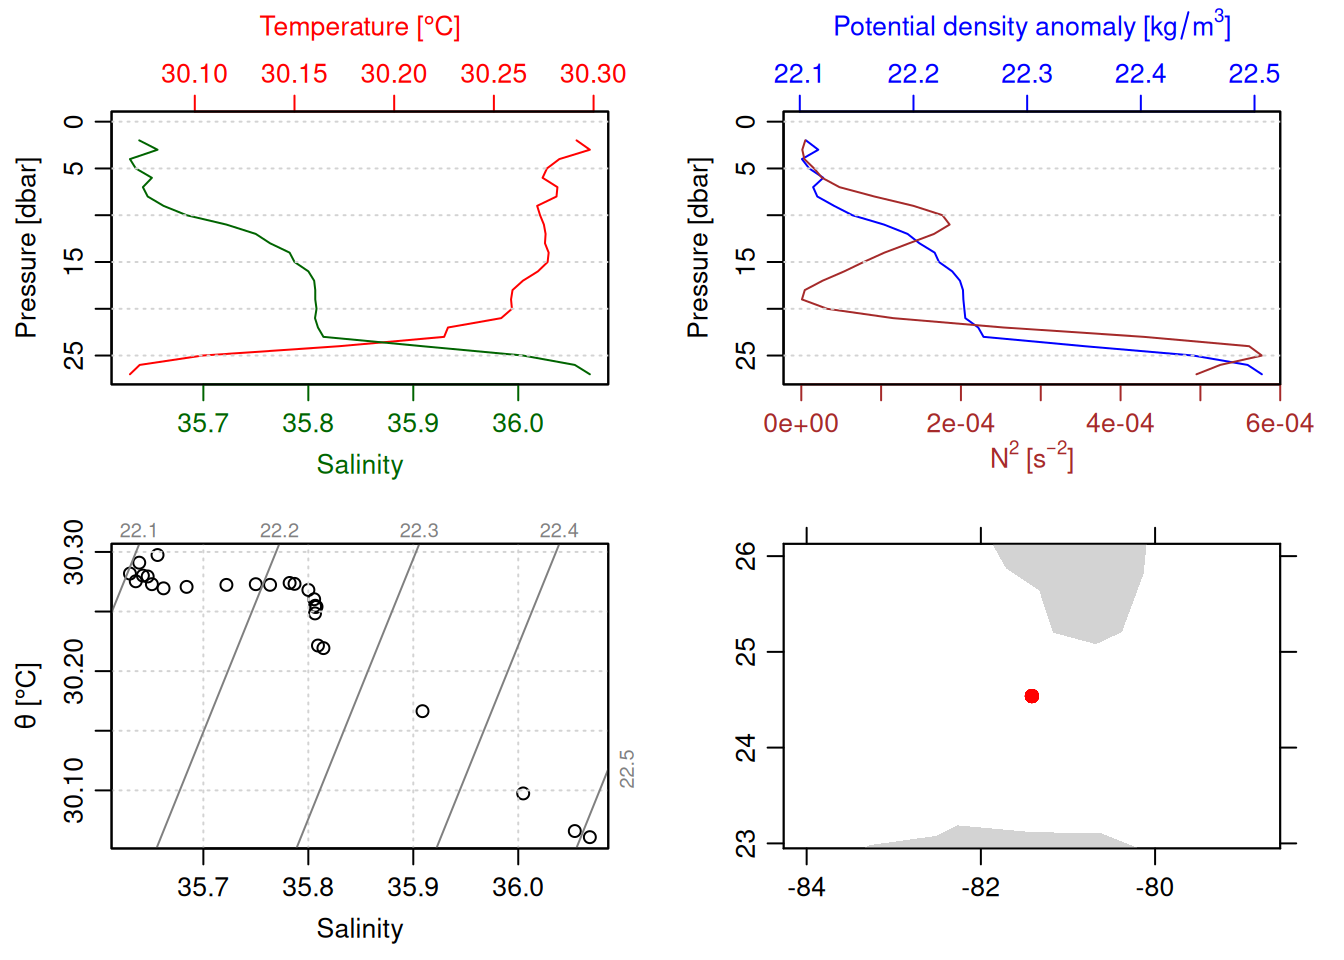 Temperature [°C]
30.10 30.15 30.20 30.25 30.30
Pressure [dbar]
0
5
15
25
35.7 35.8 35.9 36.0
Salinity
Potential density anomaly [kg/m³]
22.1 22.2 22.3 22.4 22.5
Pressure [dbar]
0
5
15
25
0e+00 2e-04 4e-04 6e-04
N² [s⁻²]
22.1 22.2 22.3 22.4
22.5
θ [°C]
30.30
30.20
30.10
35.7 35.8 35.9 36.0
Salinity
26
25
24
23
-84 -82 -80